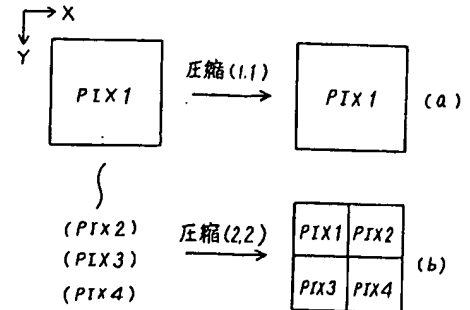 X
Y
PIX1
圧縮(1,1)
PIX1
(a)
(PIX2)
(PIX3)
(PIX4)
圧縮(2,2)
PIX1 PIX2
PIX3 PIX4
(b)